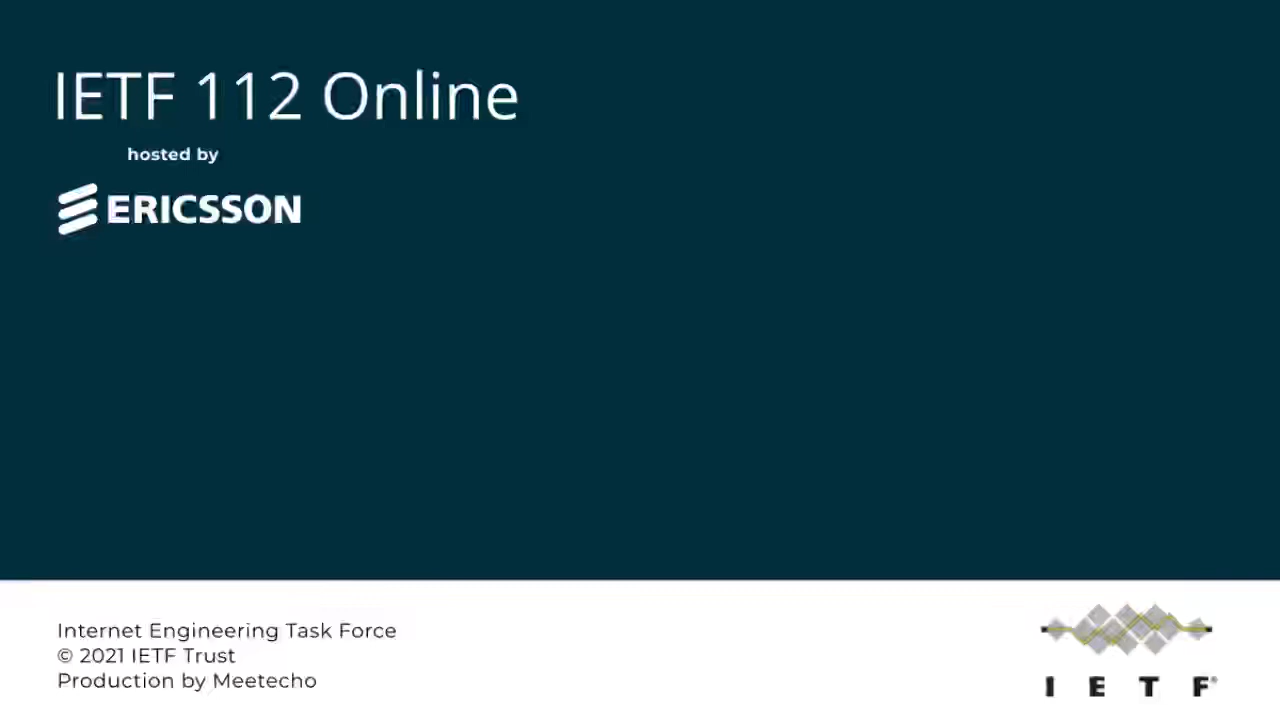 IETF 112 Online
hosted by
ERICSSON
Internet Engineering Task Force
© 2021 IETF Trust
Production by Meetecho
I E T F®